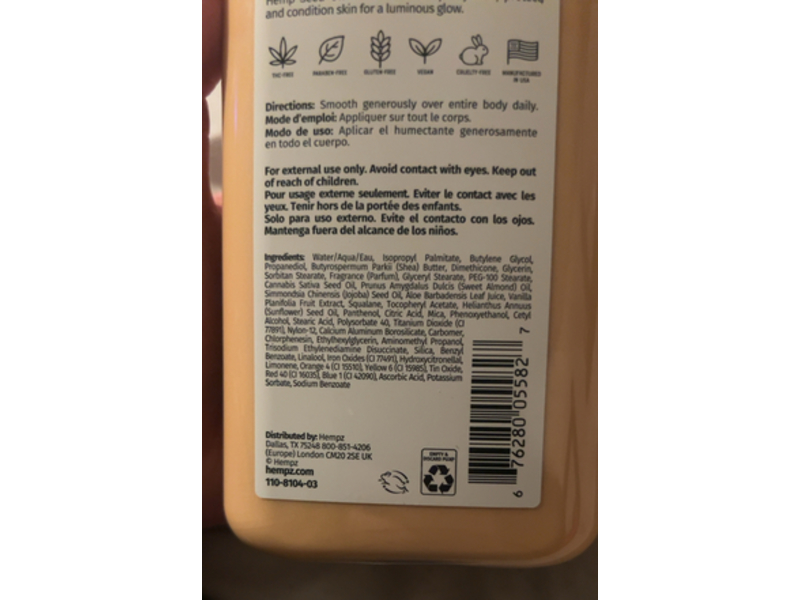 and condition skin for a luminous glow.
THC-FREE
PARABEN-FREE
GLUTEN-FREE
VEGAN
CRUELTY-FREE
MANUFACTURED
IN USA
Directions: Smooth generously over entire body daily.
Mode d'emploi: Appliquer sur tout le corps.
Modo de uso: Aplicar el humectante generosamente
en todo el cuerpo.
For external use only. Avoid contact with eyes. Keep out
of reach of children.
Pour usage externe seulement. Eviter le contact avec les
yeux. Tenir hors de la portée des enfants.
Solo para uso externo. Evite el contacto con los ojos.
Mantenga fuera del alcance de los niños.
Ingredients: Water/Aqua/Eau, Isopropyl Palmitate, Butylene Glycol,
Propanediol, Butyrospermum Parkii (Shea) Butter, Dimethicone, Glycerin,
Sorbitan Stearate, Fragrance (Parfum), Glyceryl Stearate, PEG-100 Stearate,
Cannabis Sativa Seed Oil, Prunus Amygdalus Dulcis (Sweet Almond) Oil,
Simmondsia Chinensis (Jojoba) Seed Oil, Aloe Barbadensis Leaf Juice, Vanilla
Planifolia Fruit Extract, Squalane, Tocopheryl Acetate, Helianthus Annuus
(Sunflower) Seed Oil, Panthenol, Citric Acid, Mica, Phenoxyethanol, Cetyl
Alcohol, Stearic Acid, Polysorbate 40, Titanium Dioxide (CI
77891), Nylon-12, Calcium Aluminum Borosilicate, Carbomer,
Chlorphenesin, Ethylhexylglycerin, Aminomethyl Propanol,
Trisodium Ethylenediamine Disuccinate, Silica, Benzyl
Benzoate, Linalool, Iron Oxides (CI 77491), Hydroxycitronellal,
Limonene, Orange 4 (CI 15510), Yellow 6 (CI 15985), Tin Oxide,
Red 40 (CI 16035), Blue 1 (CI 42090), Ascorbic Acid, Potassium
Sorbate, Sodium Benzoate
Distributed by: Hempz
Dallas, TX 75248 800-851-4206
(Europe) London CM20 2SE UK
© Hempz
hempz.com
110-8104-03
EMPTY &
DISCARD PUMP
6 76280 05582 7